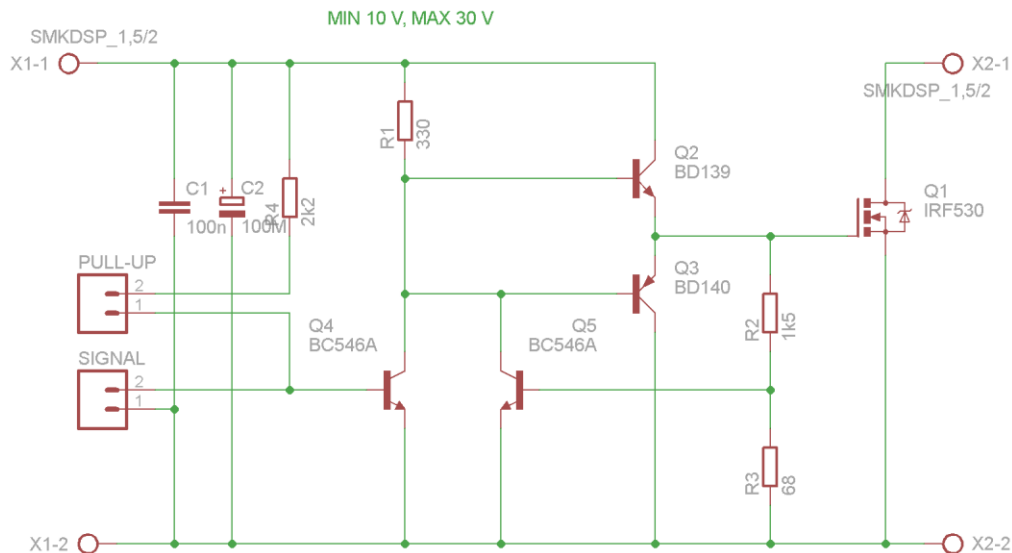 MIN 10 V, MAX 30 V
SMKDSP_1,5/2
X1-1
X2-1
SMKDSP_1,5/2
R1
330
Q2
BD139
C1
100n
C2
100M
R4
2k2
Q1
IRF530
PULL-UP
2
1
Q3
BD140
R2
1k5
Q4
BC546A
Q5
BC546A
SIGNAL
2
1
R3
68
X1-2
X2-2